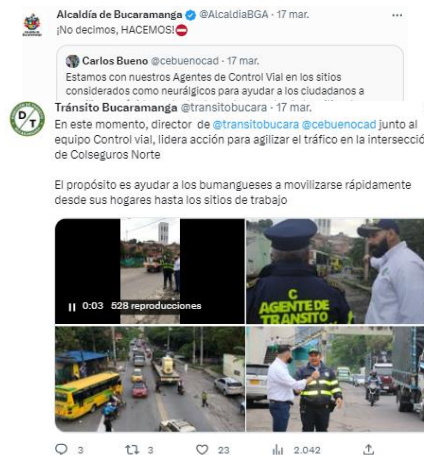 Alcaldía de Bucaramanga @AlcaldiaBGA · 17 mar.
¡No decimos, HACEMOS!
Carlos Bueno @cebuenocad · 17 mar.
Estamos con nuestros Agentes de Control Vial en los sitios
considerados como neurálgicos para ayudar a los ciudadanos a
D/T
Tránsito Bucaramanga @transitobucara · 17 mar.
En este momento, director de @transitobucara @cebuenocad junto al
equipo Control vial, lidera acción para agilizar el tráfico en la intersecció
de Colseguros Norte
El propósito es ayudar a los bumangueses a movilizarse rápidamente
desde sus hogares hasta los sitios de trabajo
0:03 528 reproducciones
C
AGENTE DE
TRANSITO
3 3 23 2.042